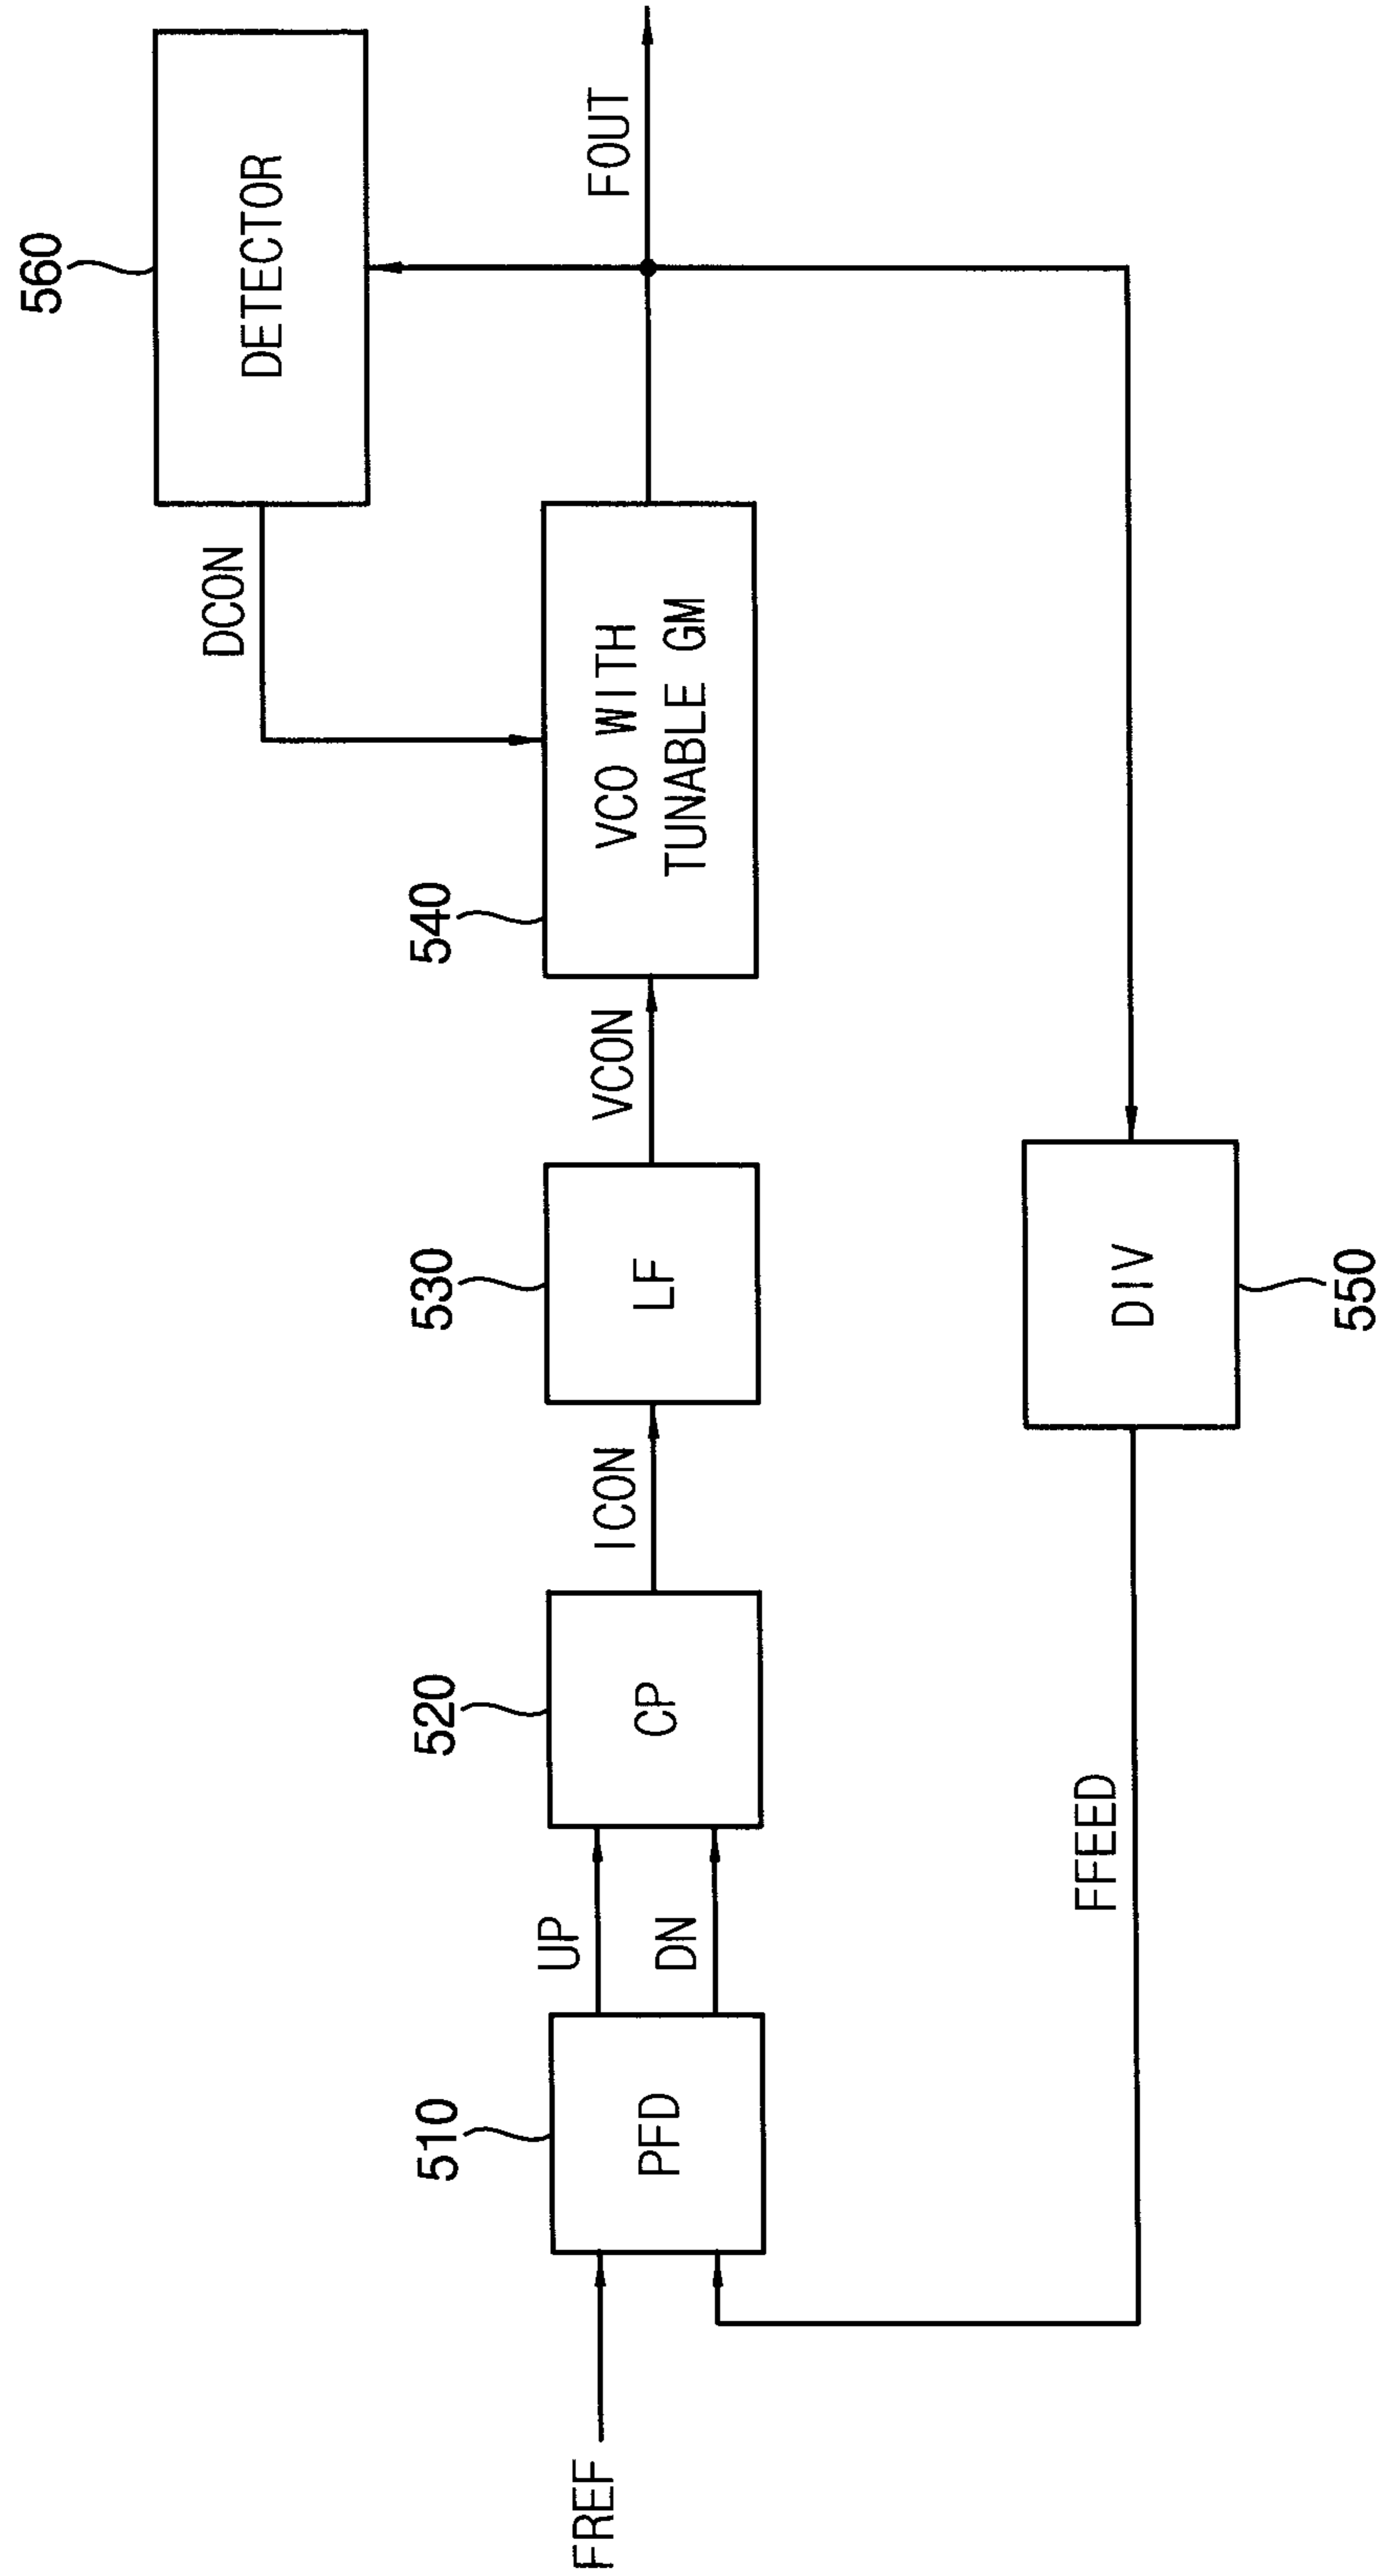 560
DETECTOR
DCON
FOUT
540
VCO WITH
TUNABLE GM
FREF
510
PFD
UP
DN
520
CP
ICON
530
LF
VCON
FFEED
DIV
550